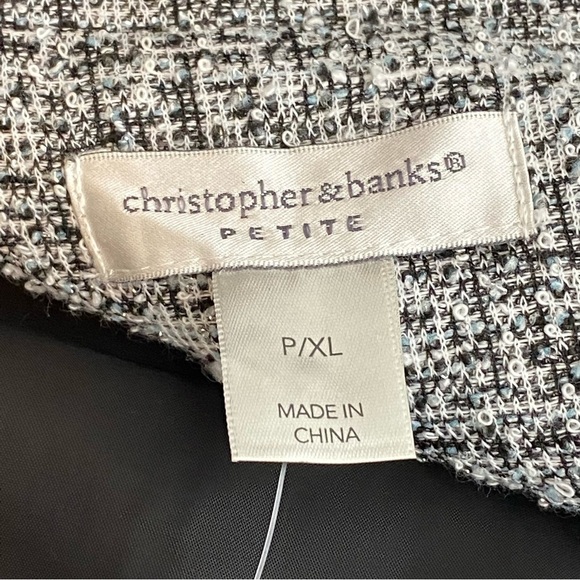 christopher&banks®
PETITE
P/XL
MADE IN
CHINA